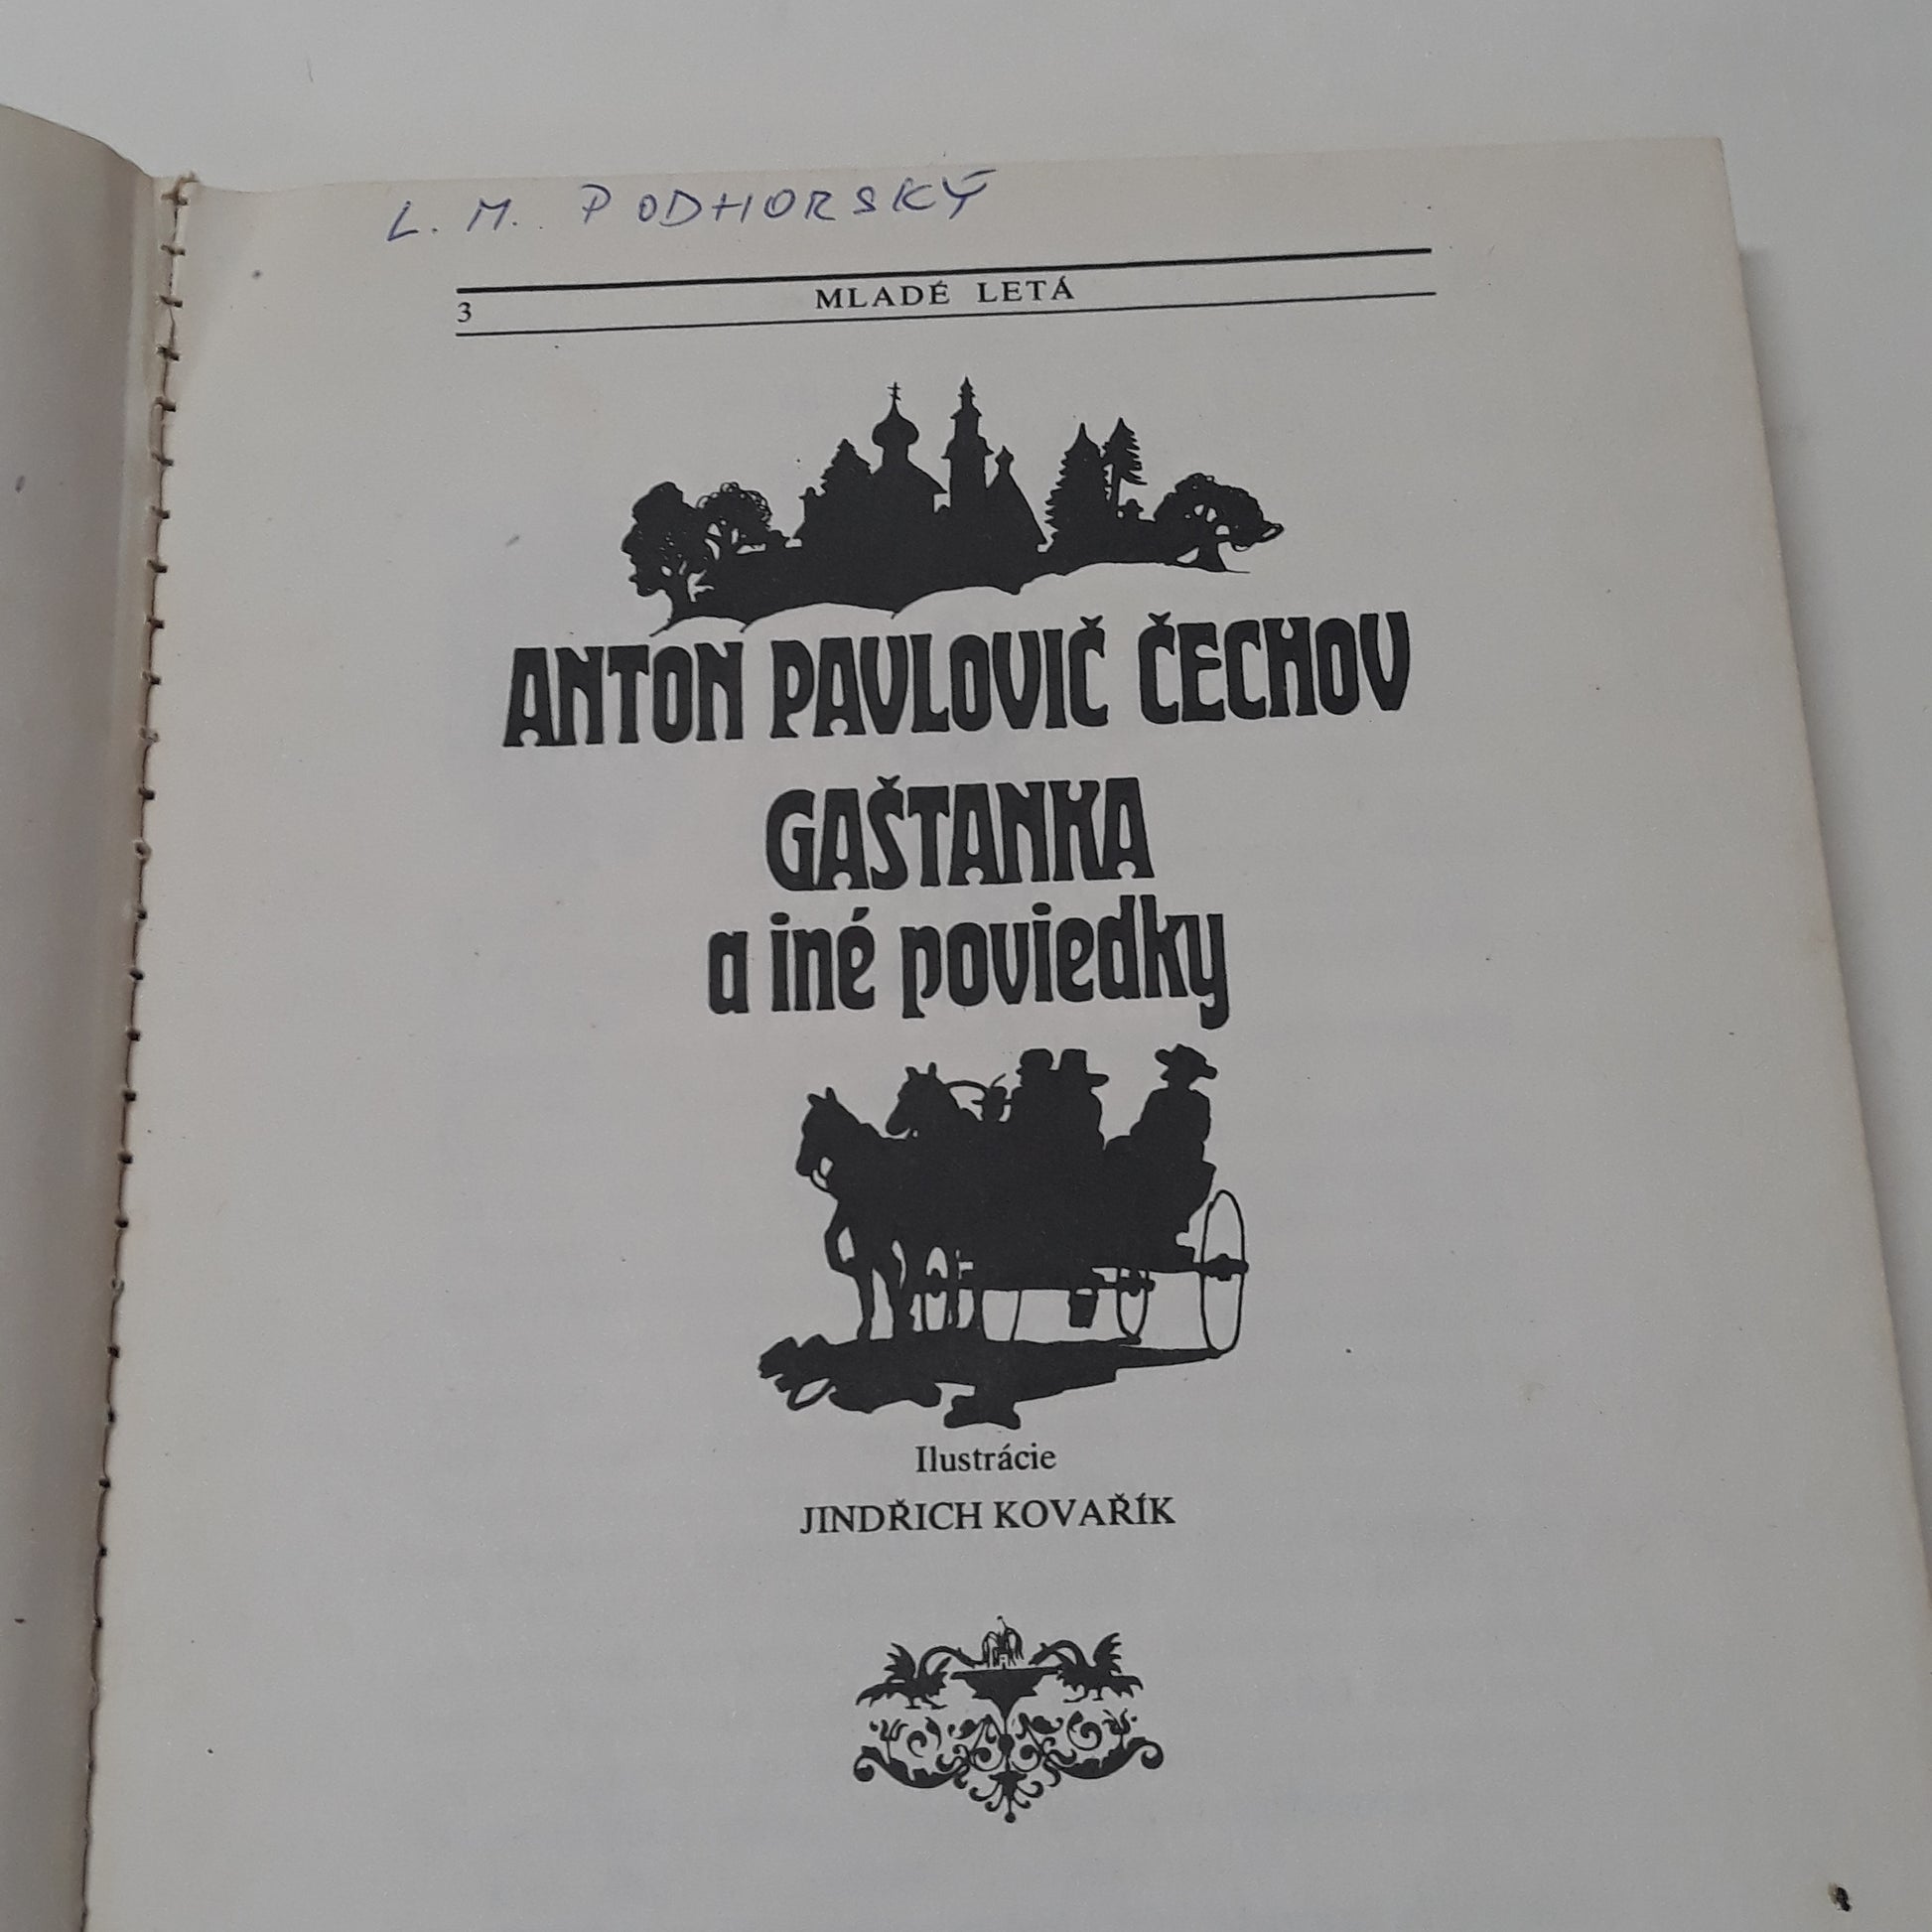 L. M. PODHORSKÝ
3 MLADÉ LETÁ
ANTON PAVLOVIČ ČECHOV
GAŠTANKA
a iné poviedky
Ilustrácie
JINDŘICH KOVAŘÍK